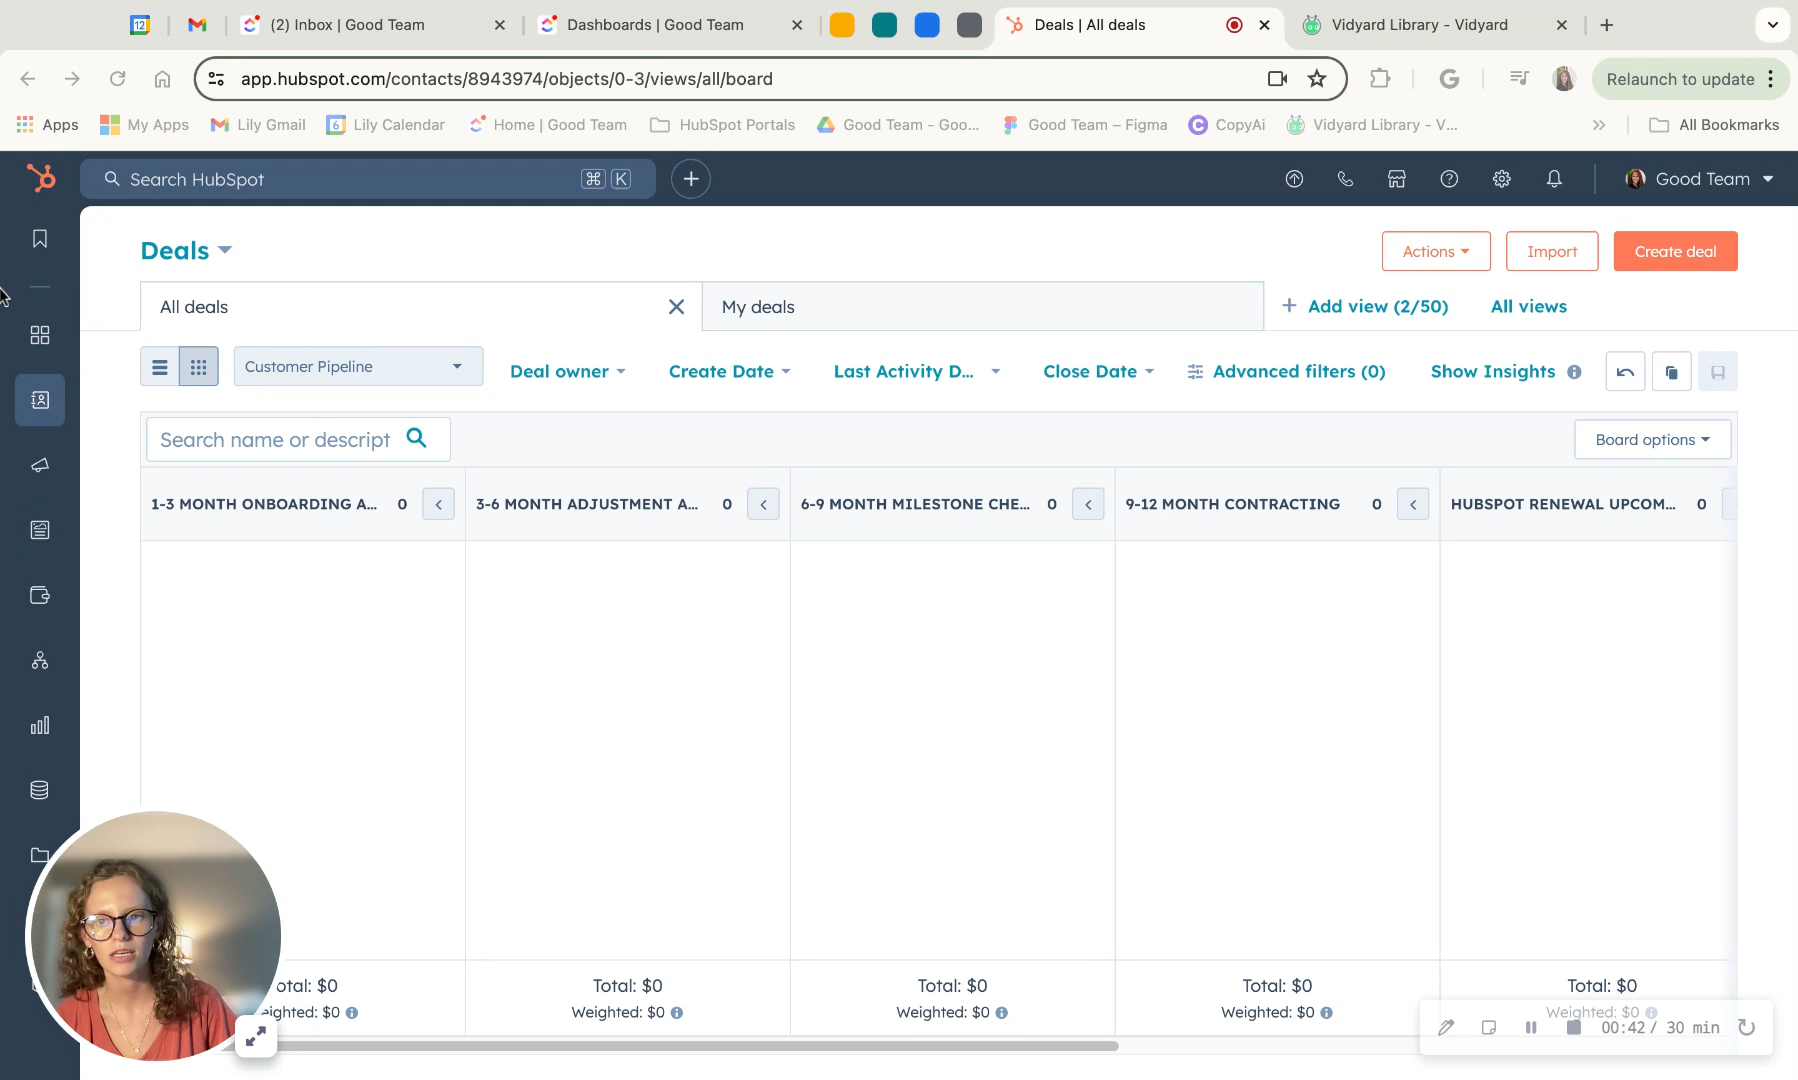 12
(2) Inbox | Good Team
Dashboards | Good Team
Deals | All deals
Vidyard Library - Vidyard
app.hubspot.com/contacts/8943974/objects/0-3/views/all/board
G
Relaunch to update
Apps
My Apps
Lily Gmail
6
Lily Calendar
Home | Good Team
HubSpot Portals
Good Team - Goo...
Good Team – Figma
CopyAi
Vidyard Library - V...
All Bookmarks
Search HubSpot
⌘ K
Good Team
Deals
Actions
Import
Create deal
All deals
My deals
+ Add view (2/50)
All views
Customer Pipeline
Deal owner
Create Date
Last Activity D...
Close Date
Advanced filters (0)
Show Insights
Search name or descript
Board options
1-3 MONTH ONBOARDING A... 0
3-6 MONTH ADJUSTMENT A... 0
6-9 MONTH MILESTONE CHE... 0
9-12 MONTH CONTRACTING 0
HUBSPOT RENEWAL UPCOM... 0
otal: $0
Total: $0
Total: $0
Total: $0
Total: $0
eighted: $0
Weighted: $0
Weighted: $0
Weighted: $0
Weighted: $0
00:42 / 30 min